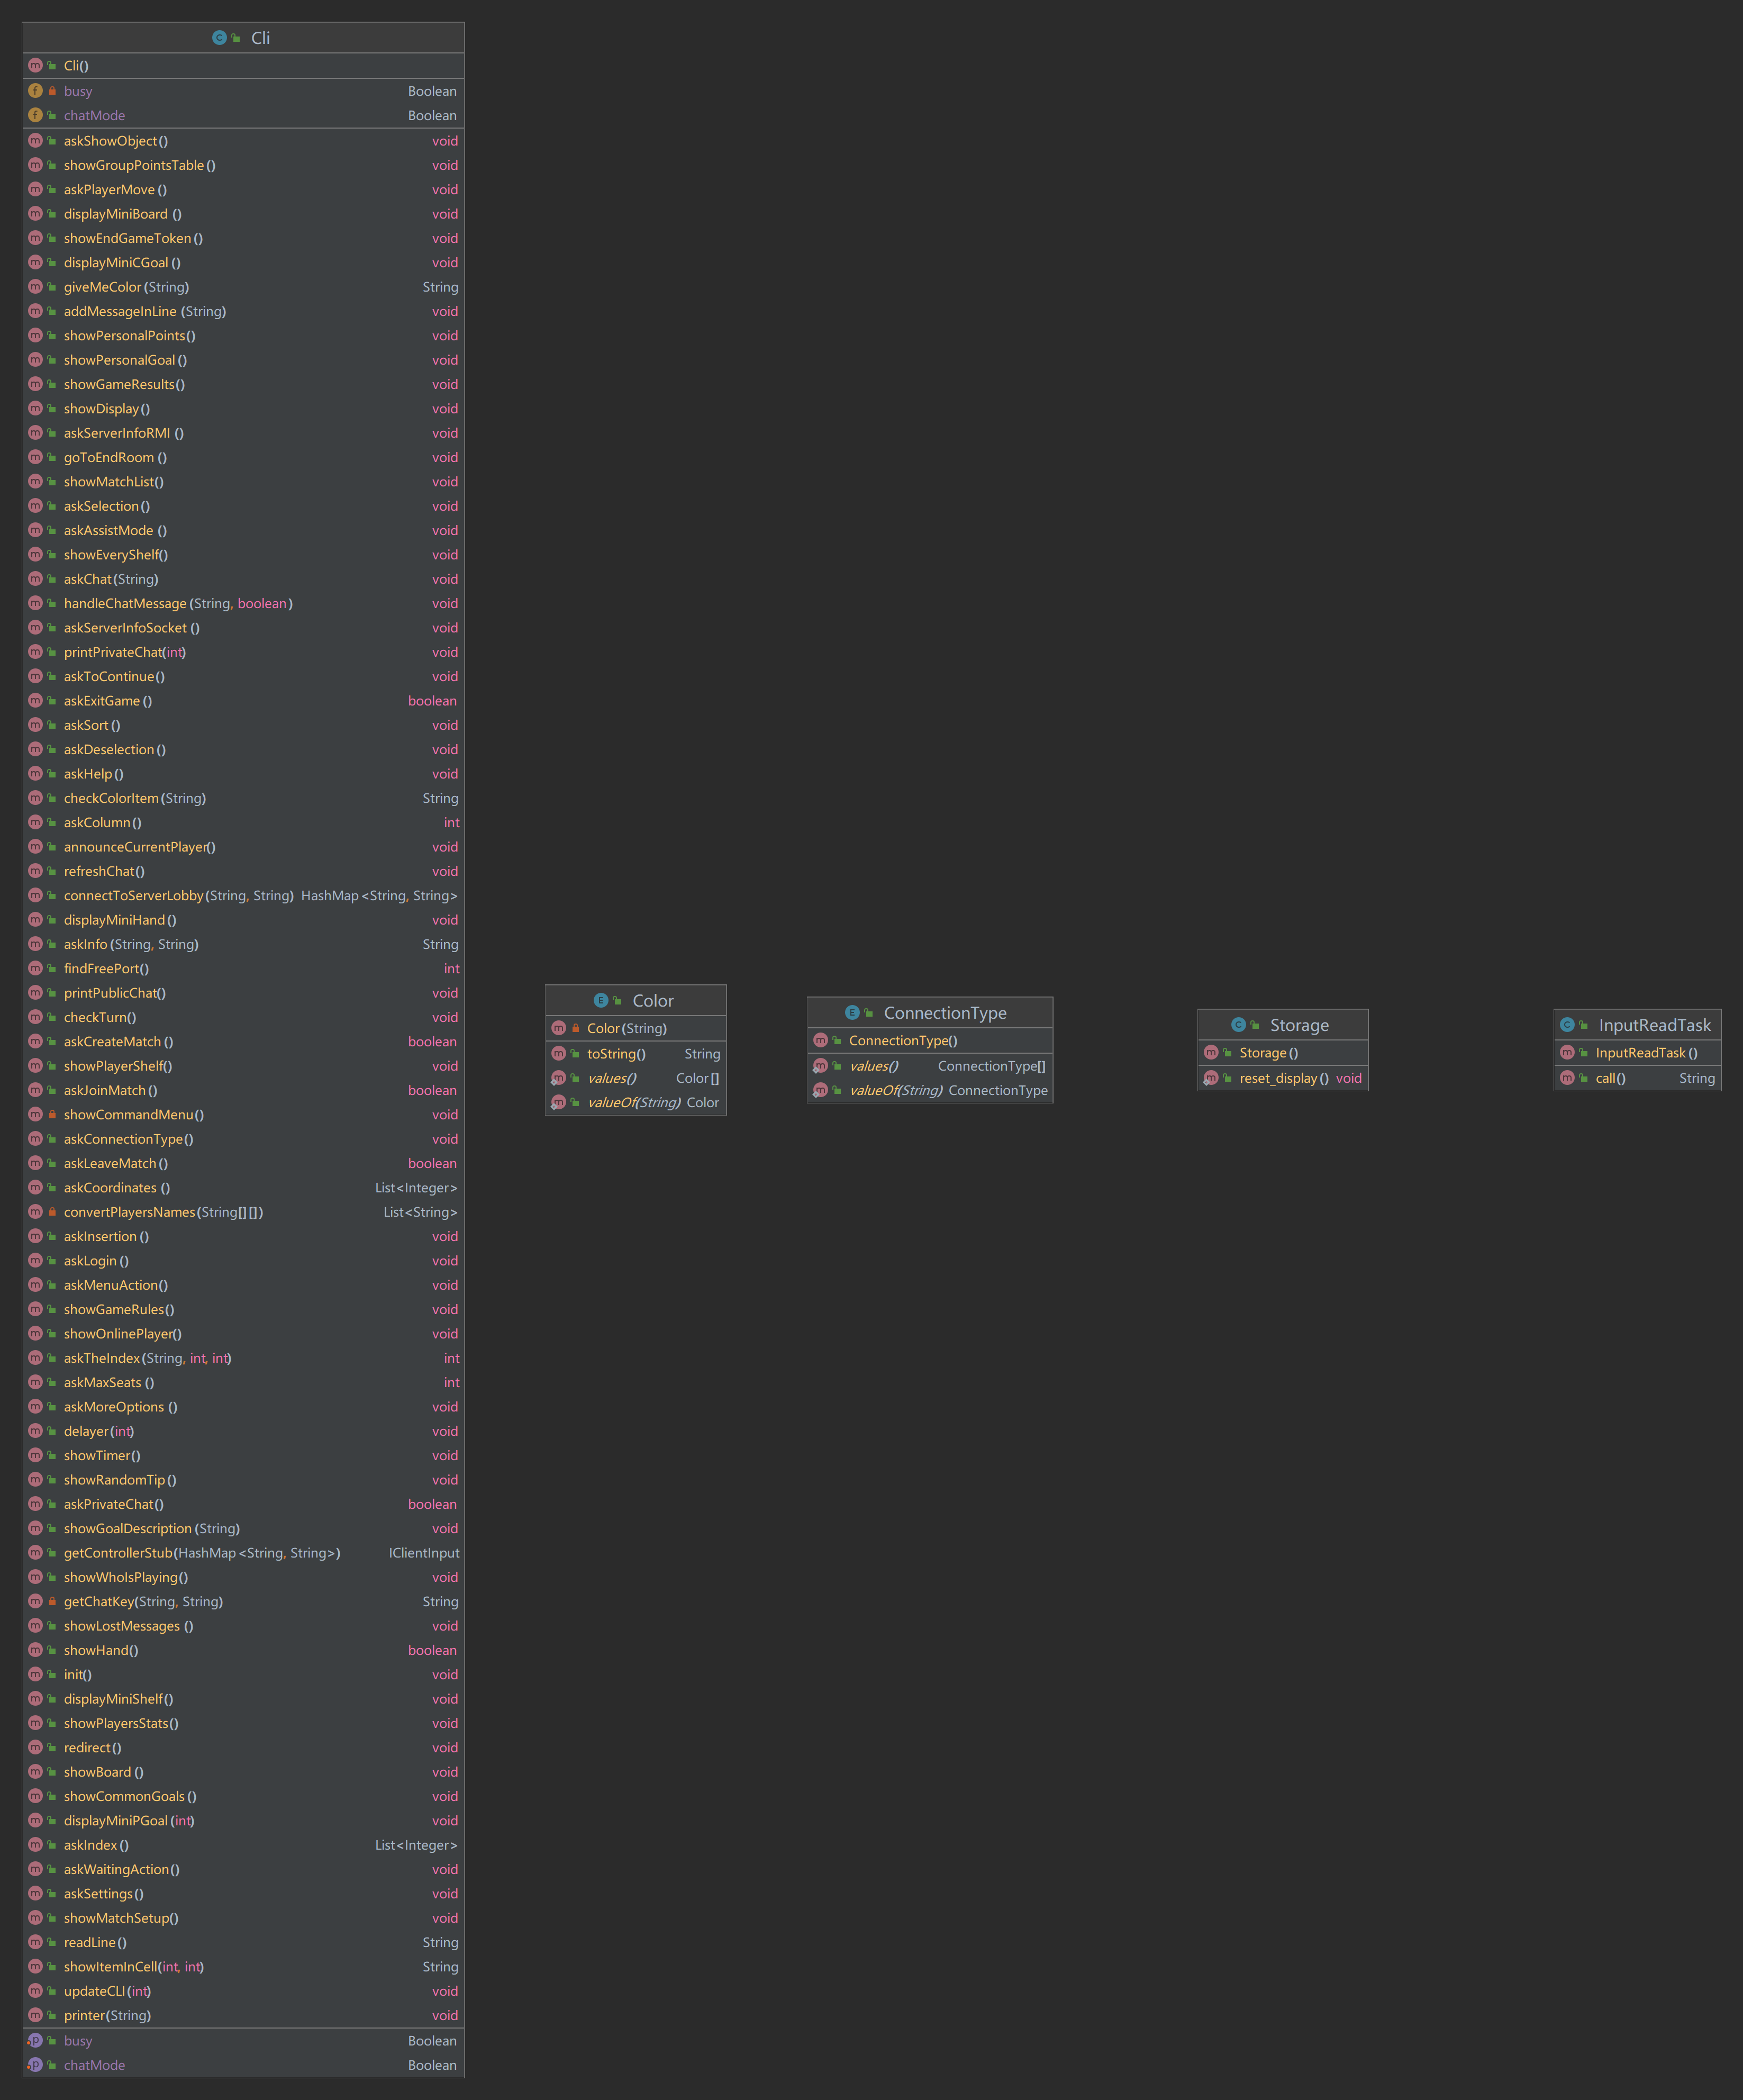 Cli
Cli()
busy Boolean
chatMode Boolean
askShowObject() void
showGroupPointsTable() void
askPlayerMove() void
displayMiniBoard() void
showEndGameToken() void
displayMiniCGoal() void
giveMeColor(String) String
addMessageInLine(String) void
showPersonalPoints() void
showPersonalGoal() void
showGameResults() void
showDisplay() void
askServerInfoRMI() void
goToEndRoom() void
showMatchList() void
askSelection() void
askAssistMode() void
showEveryShelf() void
askChat(String) void
handleChatMessage(String, boolean) void
askServerInfoSocket() void
printPrivateChat(int) void
askToContinue() void
askExitGame() boolean
askSort() void
askDeselection() void
askHelp() void
checkColorItem(String) String
askColumn() int
announceCurrentPlayer() void
refreshChat() void
connectToServerLobby(String, String) HashMap<String, String>
displayMiniHand() void
askInfo(String, String) String
findFreePort() int
printPublicChat() void
checkTurn() void
askCreateMatch() boolean
showPlayerShelf() void
askJoinMatch() boolean
showCommandMenu() void
askConnectionType() void
askLeaveMatch() boolean
askCoordinates() List<Integer>
convertPlayersNames(String[][]) List<String>
askInsertion() void
askLogin() void
askMenuAction() void
showGameRules() void
showOnlinePlayer() void
askTheIndex(String, int, int) int
askMaxSeats() int
askMoreOptions() void
delayer(int) void
showTimer() void
showRandomTip() void
askPrivateChat() boolean
showGoalDescription(String) void
getControllerStub(HashMap<String, String>) IClientInput
showWhoIsPlaying() void
getChatKey(String, String) String
showLostMessages() void
showHand() boolean
init() void
displayMiniShelf() void
showPlayersStats() void
redirect() void
showBoard() void
showCommonGoals() void
displayMiniPGoal(int) void
askIndex() List<Integer>
askWaitingAction() void
askSettings() void
showMatchSetup() void
readLine() String
showItemInCell(int, int) String
updateCLI(int) void
printer(String) void
busy Boolean
chatMode Boolean
Color
Color(String)
toString() String
values() Color[]
valueOf(String) Color
ConnectionType
ConnectionType()
values() ConnectionType[]
valueOf(String) ConnectionType
Storage
Storage()
reset_display() void
InputReadTask
InputReadTask()
call() String